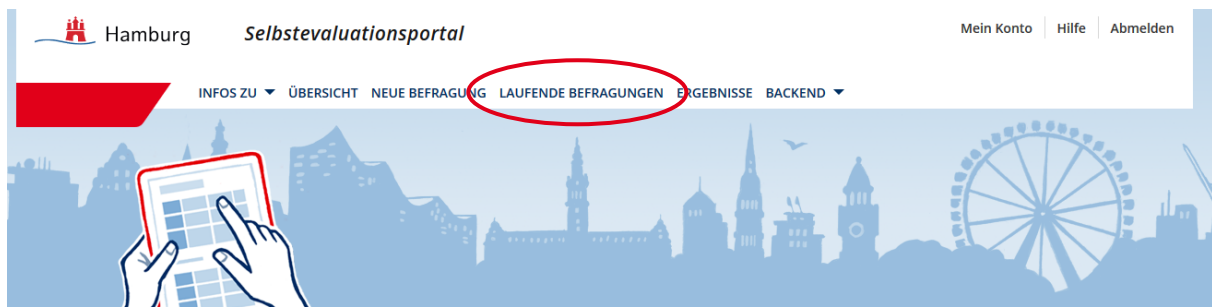 Hamburg Selbstevaluationsportal Mein Konto Hilfe Abmelden
INFOS ZU ÜBERSICHT NEUE BEFRAGUNG LAUFENDE BEFRAGUNGEN ERGEBNISSE BACKEND